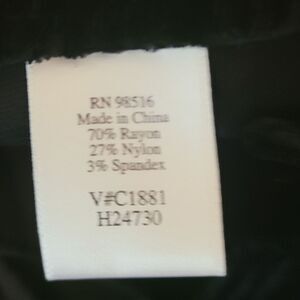 RN 98516
Made in China
70% Rayon
27% Nylon
3% Spandex
V#C1881
H24730